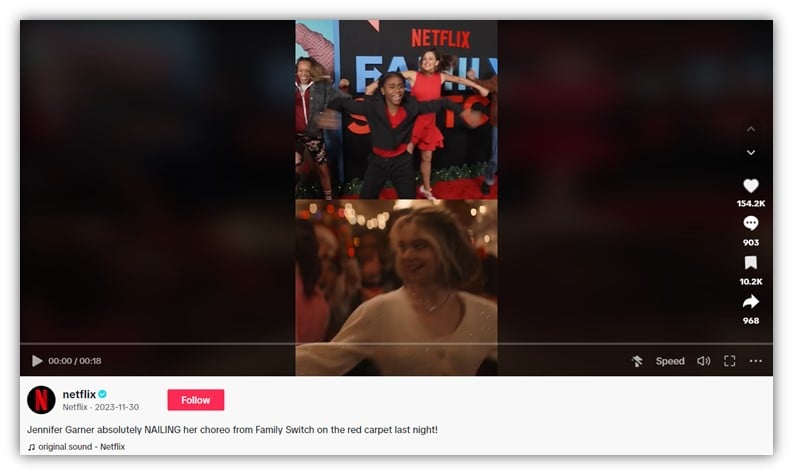 NETFLIX
FAMILY
SWITCH
154.2K
903
10.2K
968
00:00 / 00:18
Speed
netflix
Netflix · 2023-11-30
Follow
Jennifer Garner absolutely NAILING her choreo from Family Switch on the red carpet last night!
original sound - Netflix